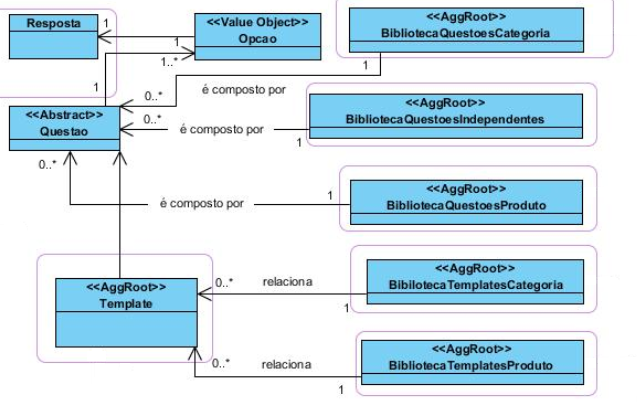 Resposta
1
1
1..*
<<Value Object>>
Opcao
<<AggRoot>>
BibliotecaQuestoesCategoria
1
0..*
é composto por
1
<<Abstract>>
Questao
<<AggRoot>>
BibliotecaQuestoesIndependentes
0..*
é composto por
1
0..*
é composto por
1
<<AggRoot>>
BibliotecaQuestoesProduto
<<AggRoot>>
Template
0..*
relaciona
1
<<AggRoot>>
BibiliotecaTemplatesCategoria
0..*
relaciona
1
<<AggRoot>>
BibliotecaTemplatesProduto